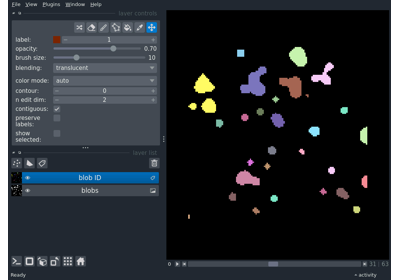 File View Plugins Window Help
layer controls
label: 1
opacity: 0.70
brush size: 10
blending: translucent
color mode: auto
contour: 0
n edit dim: 2
contiguous:
preserve
labels:
show
selected:
layer list
blob ID
blobs
0 31 63
Ready
activity